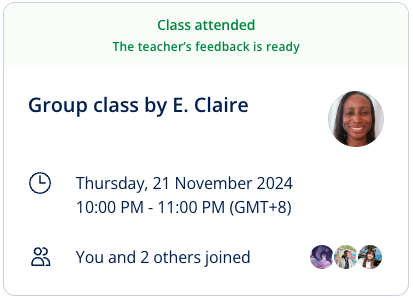 Class attended
The teacher's feedback is ready
Group class by E. Claire
Thursday, 21 November 2024
10:00 PM - 11:00 PM (GMT+8)
You and 2 others joined